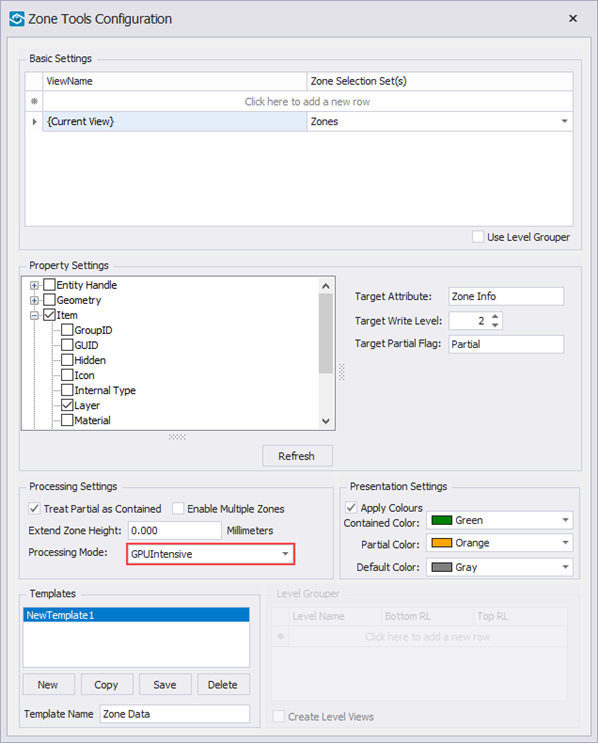 Zone Tools Configuration
Basic Settings
ViewName Zone Selection Set(s)
Click here to add a new row
{Current View} Zones
Use Level Grouper
Property Settings
Entity Handle
Geometry
Item
GroupID
GUID
Hidden
Icon
Internal Type
Layer
Material
Target Attribute: Zone Info
Target Write Level: 2
Target Partial Flag: Partial
Refresh
Processing Settings
Treat Partial as Contained Enable Multiple Zones
Extend Zone Height: 0.000 Millimeters
Processing Mode: GPUIntensive
Presentation Settings
Apply Colours
Contained Color: Green
Partial Color: Orange
Default Color: Gray
Templates
NewTemplate1
New Copy Save Delete
Template Name Zone Data
Level Grouper
Level Name Bottom RL Top RL
Click here to add a new row
Create Level Views